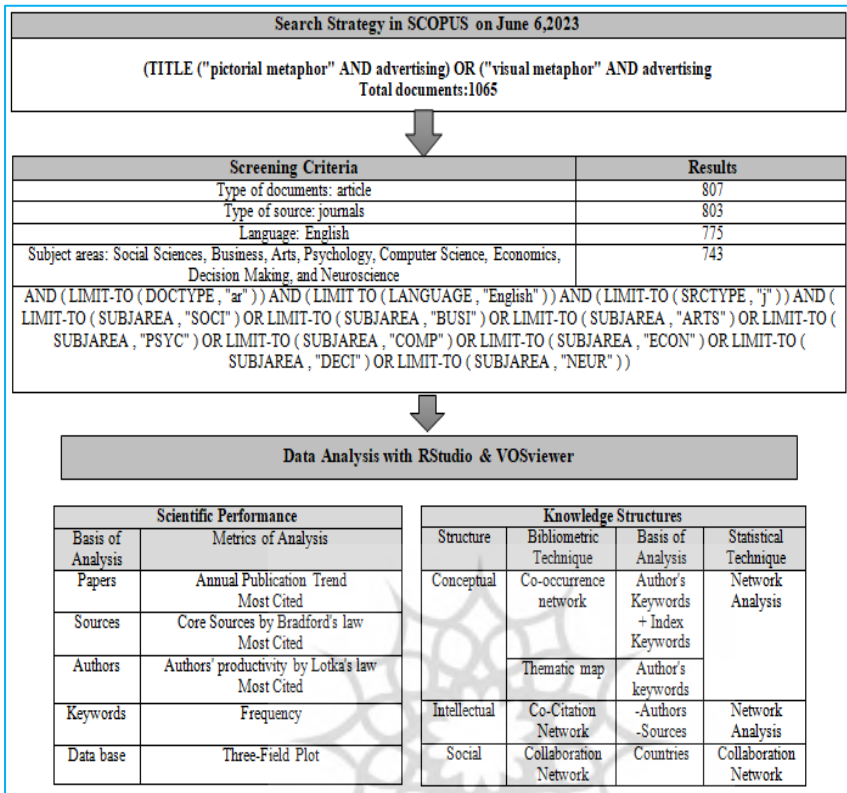 Search Strategy in SCOPUS on June 6,2023
(TITLE ("pictorial metaphor" AND advertising) OR ("visual metaphor" AND advertising
Total documents:1065
Screening Criteria Results
Type of documents: article 807
Type of source: journals 803
Language: English 775
Subject areas: Social Sciences, Business, Arts, Psychology, Computer Science, Economics, 743
Decision Making, and Neuroscience
AND ( LIMIT-TO ( DOCTYPE , "ar" ) ) AND ( LIMIT TO ( LANGUAGE , "English" ) ) AND ( LIMIT-TO ( SRCTYPE , "j" ) ) AND (
LIMIT-TO ( SUBJAREA , "SOCI" ) OR LIMIT-TO ( SUBJAREA , "BUSI" ) OR LIMIT-TO ( SUBJAREA , "ARTS" ) OR LIMIT-TO (
SUBJAREA , "PSYC" ) OR LIMIT-TO ( SUBJAREA , "COMP" ) OR LIMIT-TO ( SUBJAREA , "ECON" ) OR LIMIT-TO (
SUBJAREA , "DECI" ) OR LIMIT-TO ( SUBJAREA , "NEUR" ) )
Data Analysis with RStudio & VOSviewer
Scientific Performance
Basis of Metrics of Analysis
Analysis
Papers Annual Publication Trend
Most Cited
Sources Core Sources by Bradford's law
Most Cited
Authors Authors' productivity by Lotka's law
Most Cited
Keywords Frequency
Data base Three-Field Plot
Knowledge Structures
Structure Bibliometric Basis of Statistical
Technique Analysis Technique
Conceptual Co-occurrence Author's Network
network Keywords Analysis
+ Index
Keywords
Thematic map Author's
keywords
Intellectual Co-Citation -Authors Network
Network -Sources Analysis
Social Collaboration Countries Collaboration
Network Network